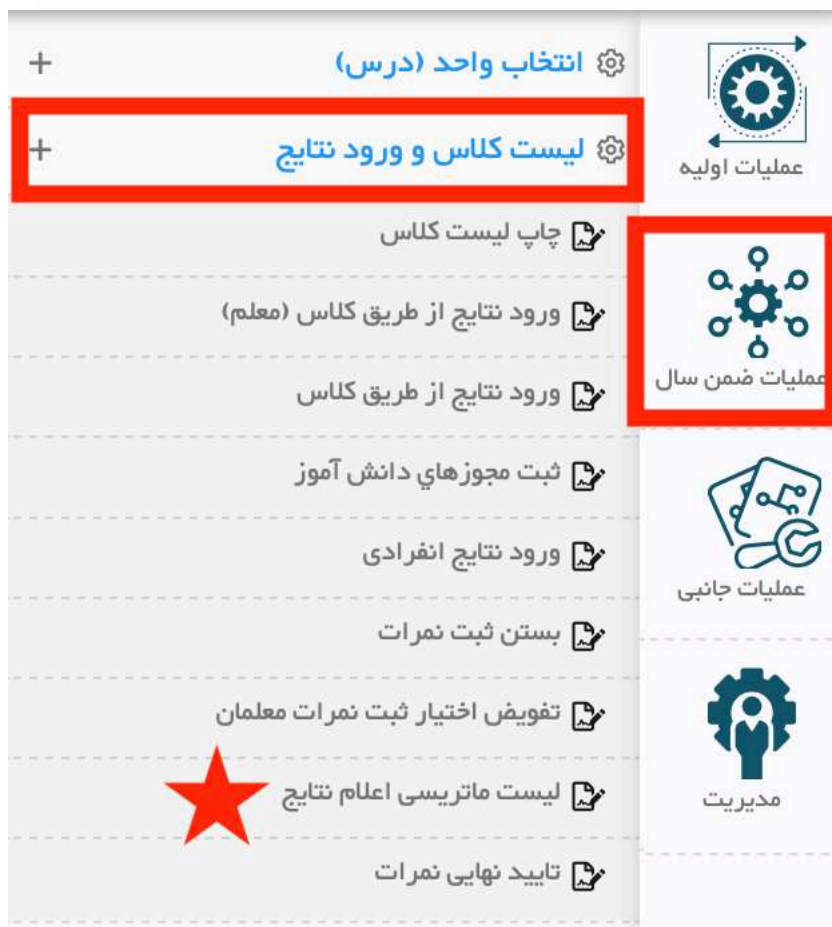 عملیات اولیه
عملیات ضمن سال
عملیات جانبی
مدیریت
انتخاب واحد (درس) +
لیست کلاس و ورود نتایج +
چاپ لیست کلاس
ورود نتایج از طریق کلاس (معلم)
ورود نتایج از طریق کلاس
ثبت مجوزهاي دانش آموز
ورود نتایج انفرادی
بستن ثبت نمرات
تفویض اختیار ثبت نمرات معلمان
لیست ماتریسی اعلام نتایج
تایید نهایی نمرات